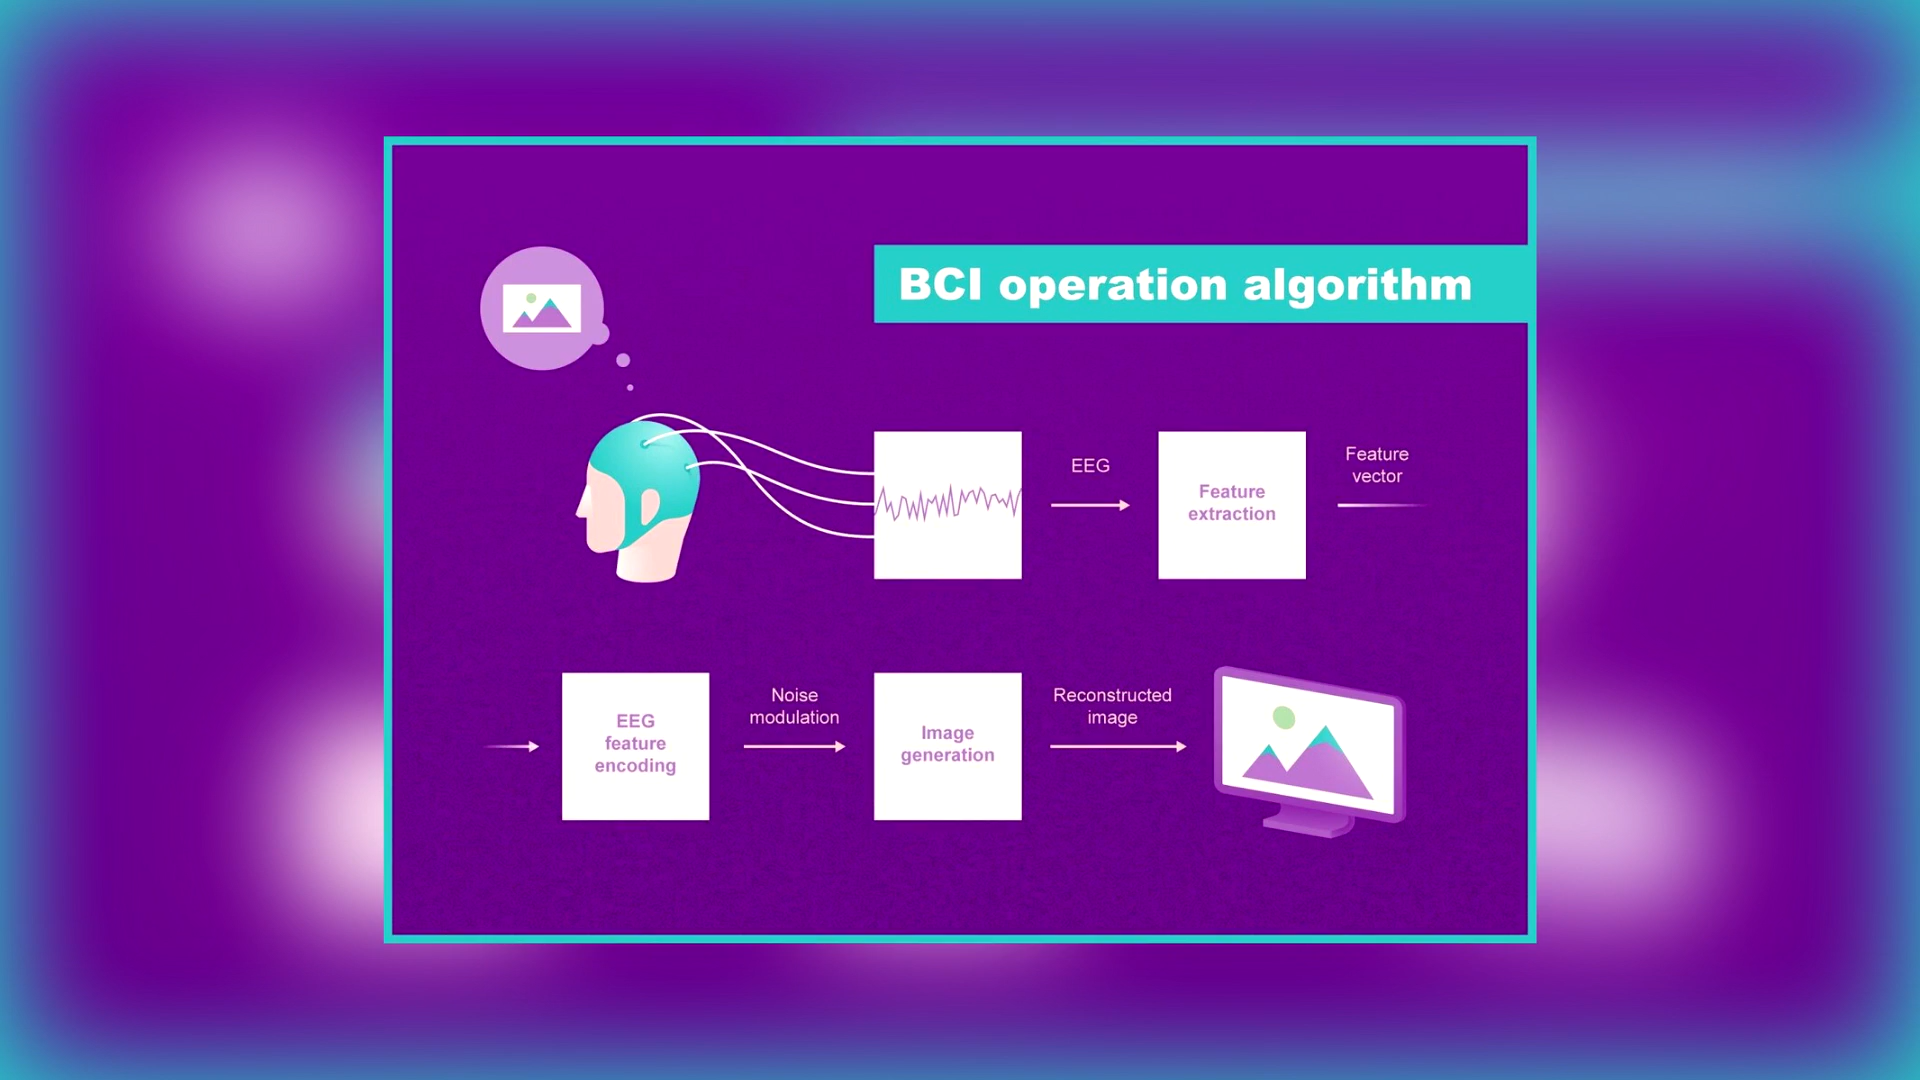 BCI operation algorithm
EEG
Feature
extraction
Feature
vector
EEG
feature
encoding
Noise
modulation
Image
generation
Reconstructed
image